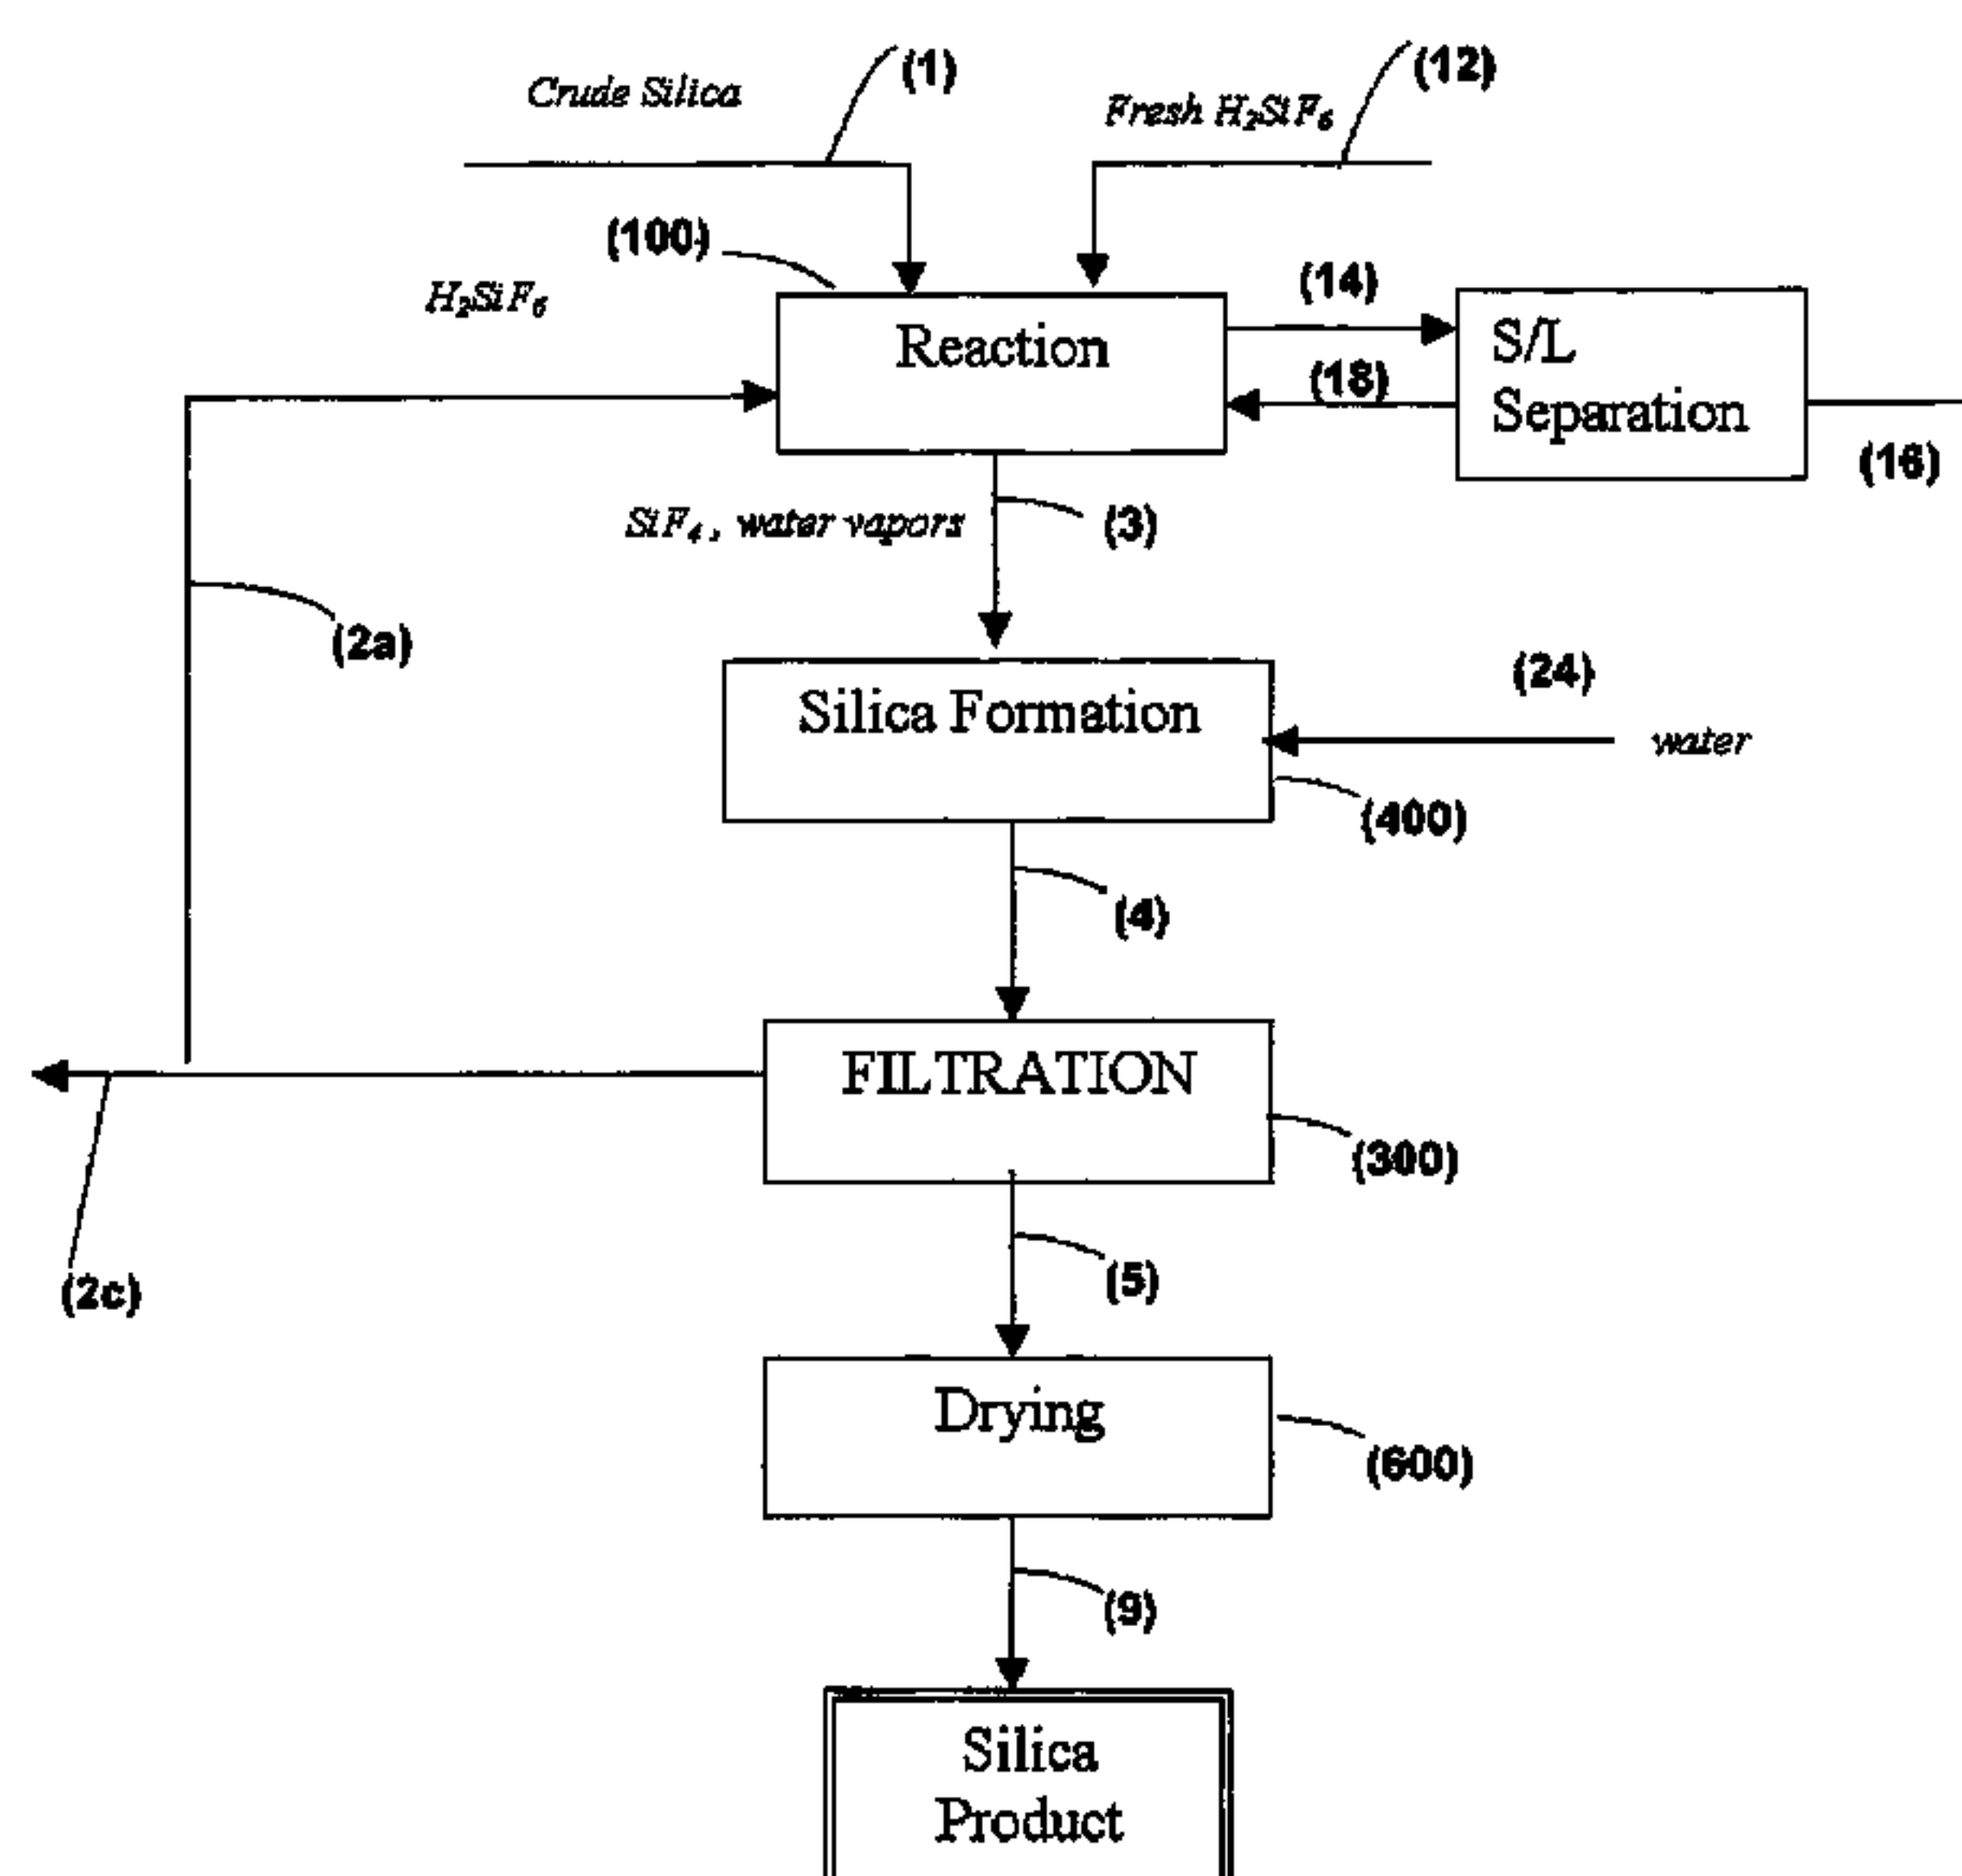 (1)
(12)
Crude Silica
Fresh H₂SiF₆
(100)
H₂SiF₆
(14)
Reaction
S/L
Separation
(18)
(16)
SiF₄, water vapors
(3)
(2a)
(24)
Silica Formation
water
(400)
(4)
FILTRATION
(300)
(5)
(2c)
Drying
(600)
(9)
Silica
Product